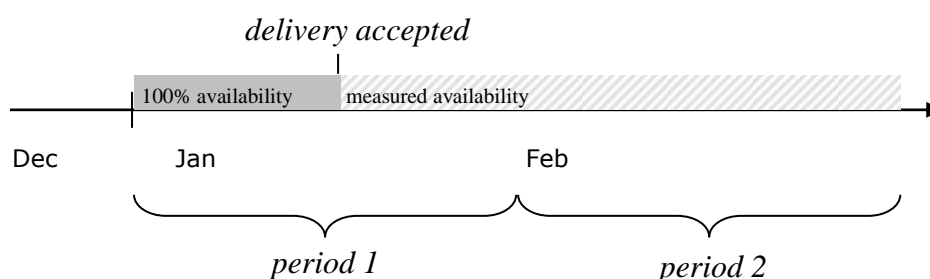 delivery accepted
100% availability measured availability
Dec Jan Feb
period 1 period 2